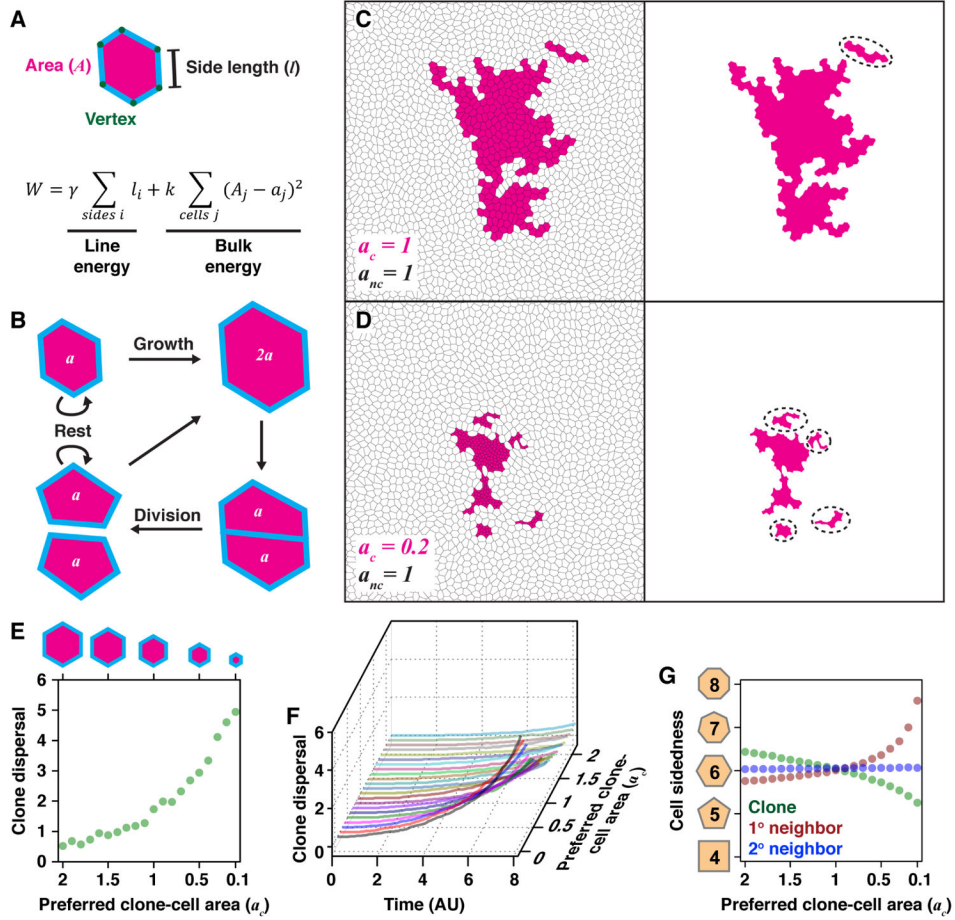 A
Area (A)
Side length (l)
Vertex
W = γ ∑ l_i + k ∑ (A_j − a_j)²
sides i cells j
Line energy
Bulk energy
B
a
Growth
2a
Rest
a
a
Division
a
a
C
a_c = 1
a_nc = 1
D
a_c = 0.2
a_nc = 1
E
Clone dispersal
6
5
4
3
2
1
0
2 1.5 1 0.5 0.1
Preferred clone-cell area (a_c)
F
Clone dispersal
6
4
2
0
0 2 4 6 8
Time (AU)
2
1.5
1
0.5
0
Preferred clone-
cell area (a_c)
G
Cell sidedness
8
7
6
5
4
Clone
1º neighbor
2º neighbor
2 1.5 1 0.5 0.1
Preferred clone-cell area (a_c)